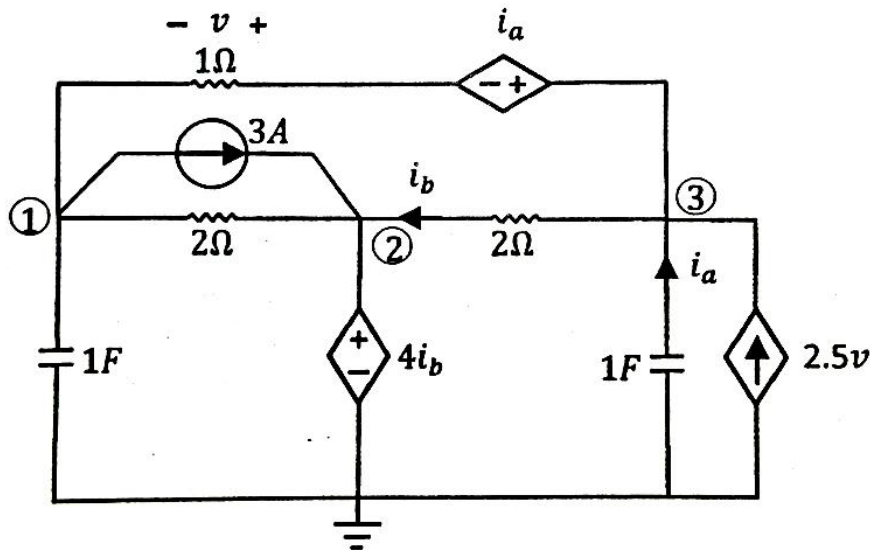 − v +
1Ω
i_a
− +
3A
①
2Ω
②
i_b
2Ω
③
i_a
1F
+
−
4i_b
1F
2.5v